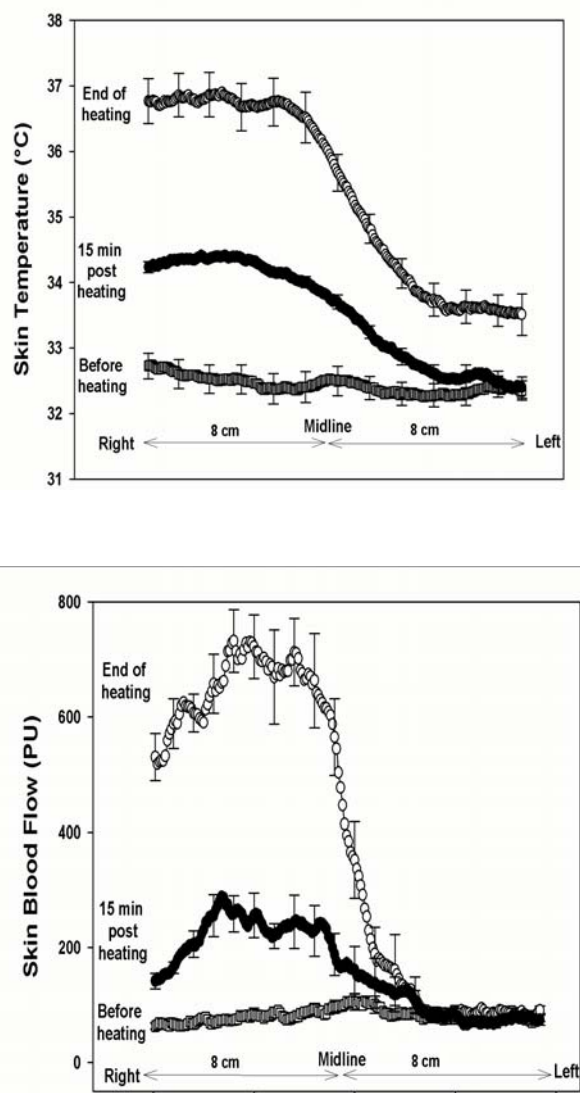 38
37
36
35
34
33
32
31
Skin Temperature (°C)
End of
heating
15 min
post
heating
Before
heating
Right
8 cm
Midline
8 cm
Left
800
600
400
200
0
Skin Blood Flow (PU)
End of
heating
15 min
post
heating
Before
heating
Right
8 cm
Midline
8 cm
Left